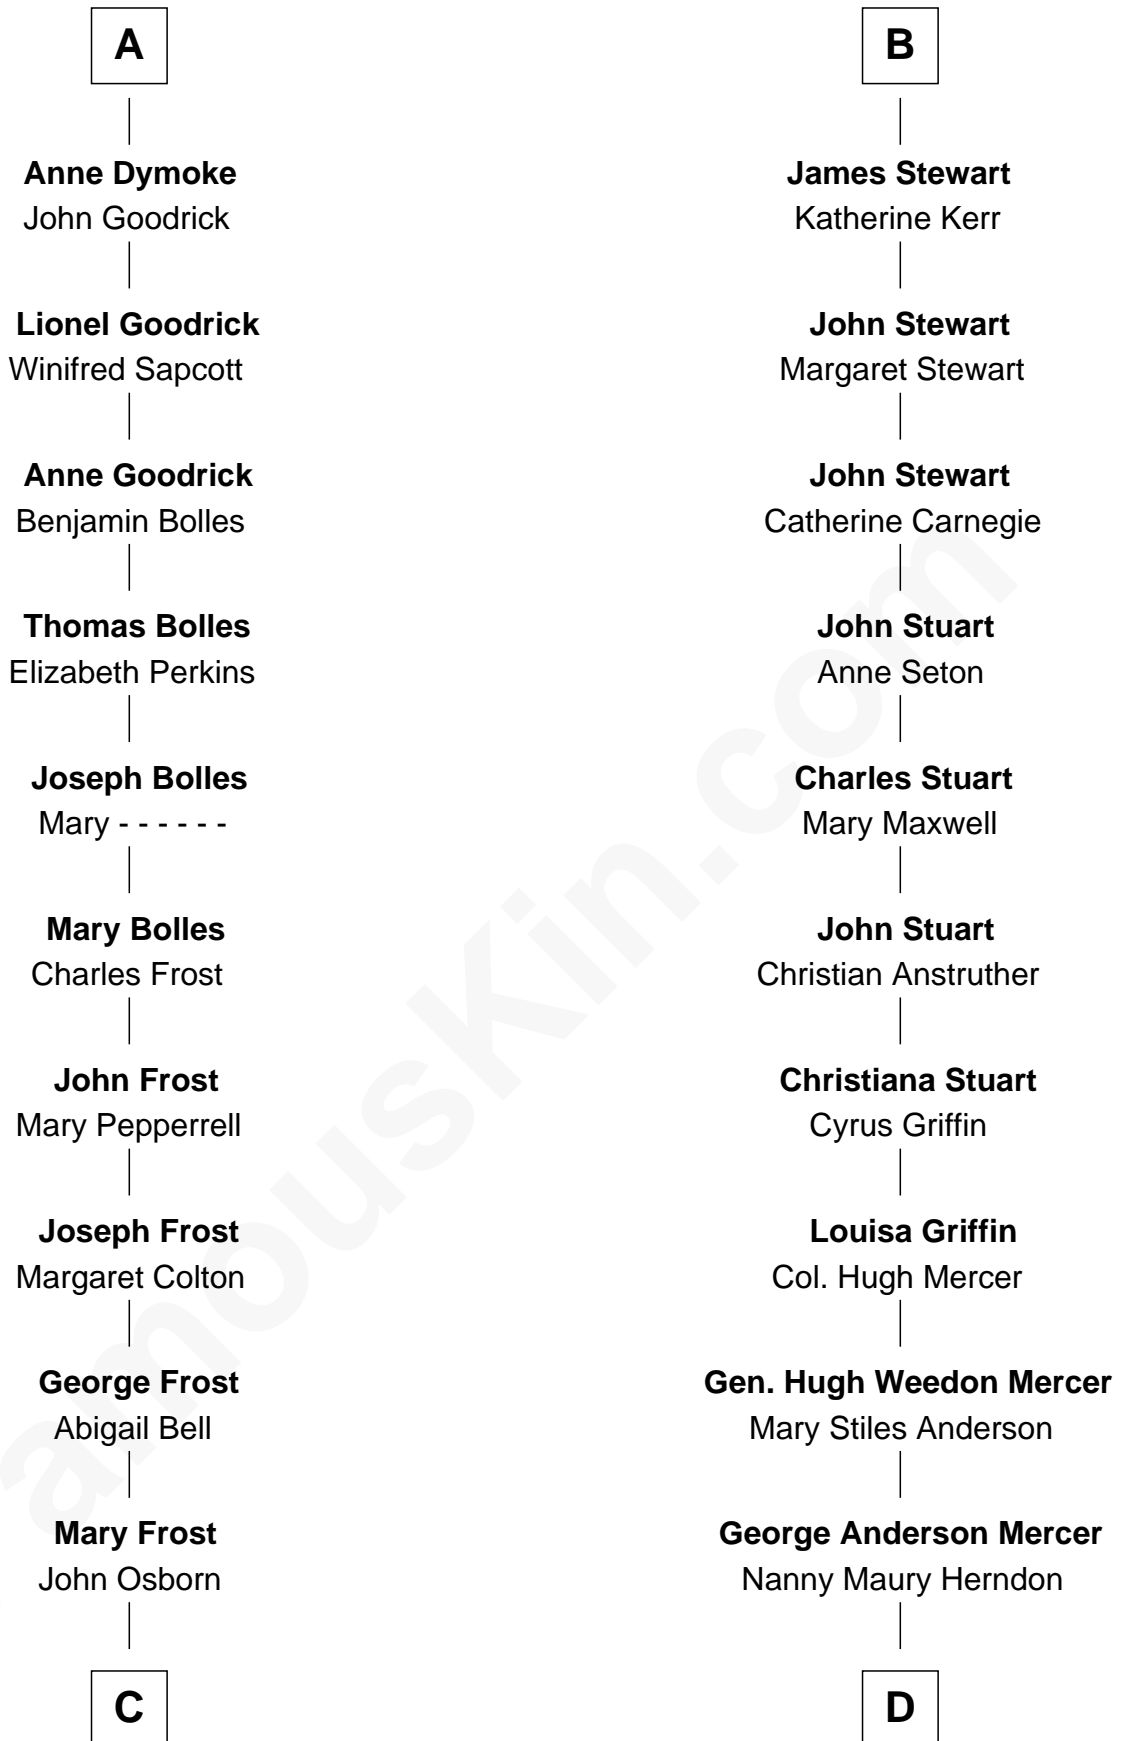 A
Anne Dymoke
John Goodrick
Lionel Goodrick
Winifred Sapcott
Anne Goodrick
Benjamin Bolles
Thomas Bolles
Elizabeth Perkins
Joseph Bolles
Mary - - - - - -
Mary Bolles
Charles Frost
John Frost
Mary Pepperrell
Joseph Frost
Margaret Colton
George Frost
Abigail Bell
Mary Frost
John Osborn
C
B
James Stewart
Katherine Kerr
John Stewart
Margaret Stewart
John Stewart
Catherine Carnegie
John Stuart
Anne Seton
Charles Stuart
Mary Maxwell
John Stuart
Christian Anstruther
Christiana Stuart
Cyrus Griffin
Louisa Griffin
Col. Hugh Mercer
Gen. Hugh Weedon Mercer
Mary Stiles Anderson
George Anderson Mercer
Nanny Maury Herndon
D
amouskin.com